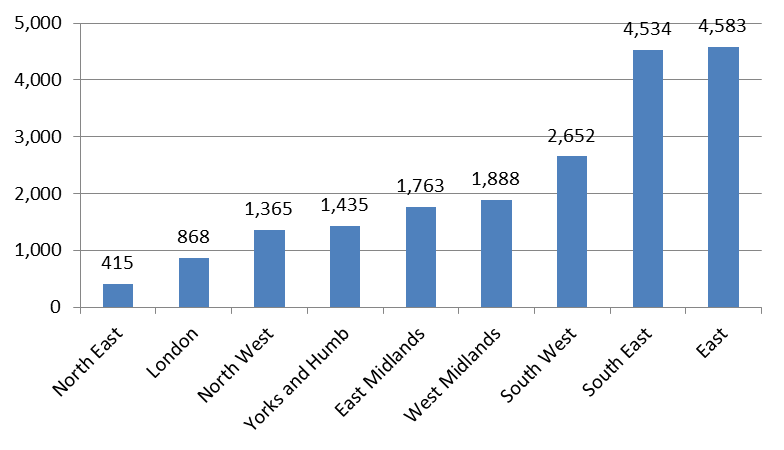 5,000
4,000
3,000
2,000
1,000
0
415
868
1,365
1,435
1,763
1,888
2,652
4,534
4,583
North East
London
North West
Yorks and Humb
East Midlands
West Midlands
South West
South East
East